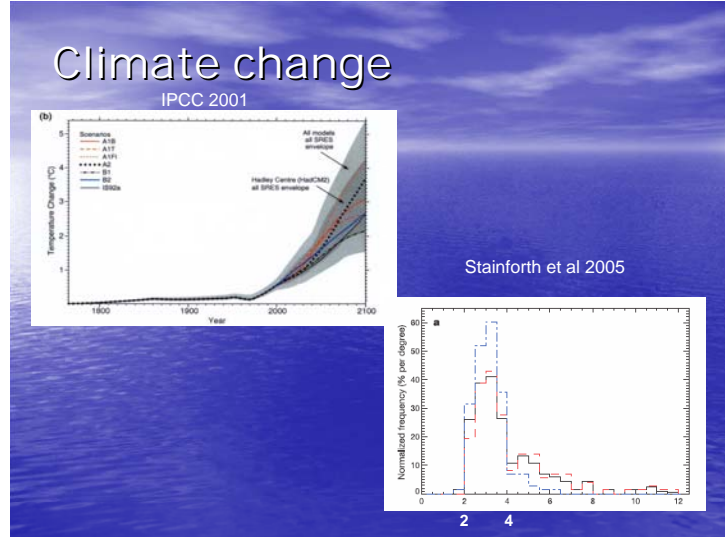 Climate change
IPCC 2001
(b)
5
4
3
2
1
Temperature Change (°C)
Scenarios
A1B
A1T
A1FI
A2
B1
B2
IS92a
All models
all SRES
envelope
Hadley Centre (HadCM2)
all SRES envelope
1800 1900 2000 2100
Year
Stainforth et al 2005
a
60
50
40
30
20
10
0
Normalized frequency (% per degree)
0 2 4 6 8 10 12
2 4